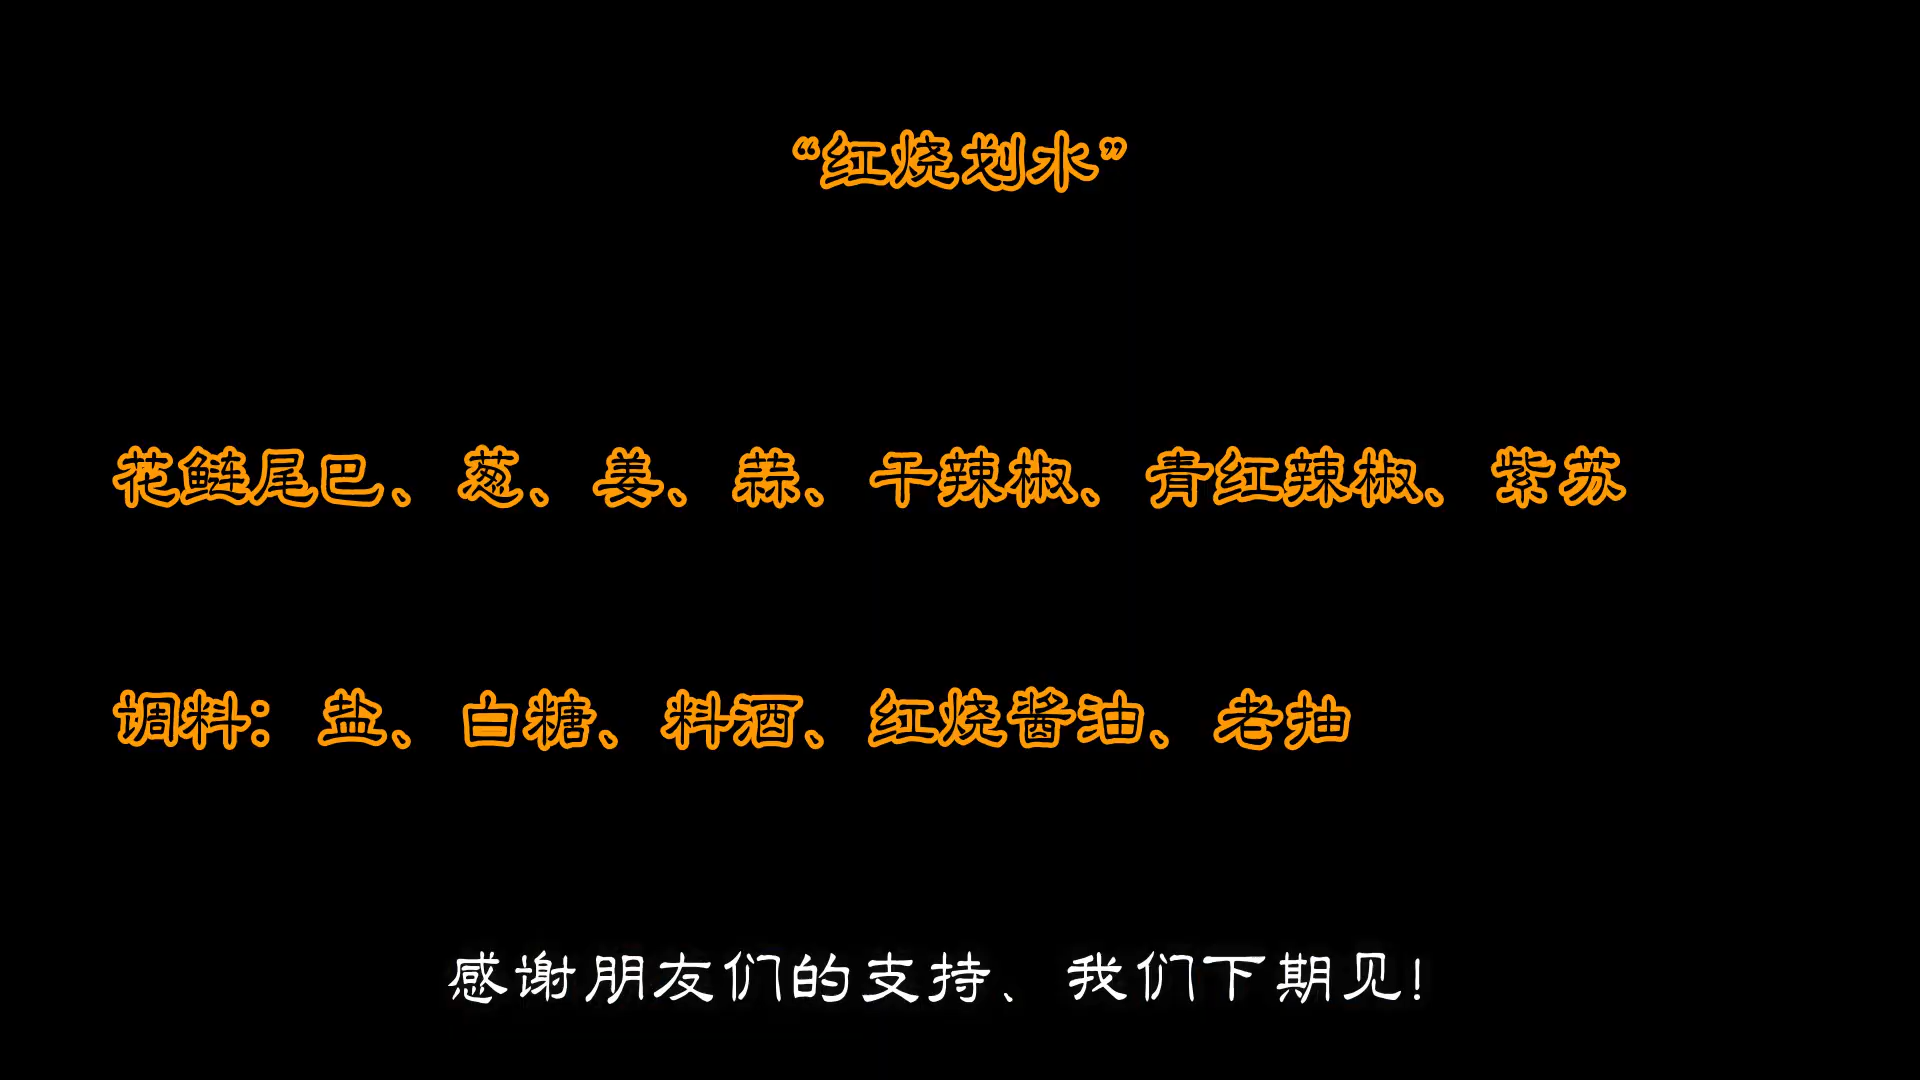 “红烧划水”
花鲢尾巴、葱、姜、蒜、干辣椒、青红辣椒、紫苏
调料：盐、白糖、料酒、红烧酱油、老抽
感谢朋友们的支持、我们下期见！